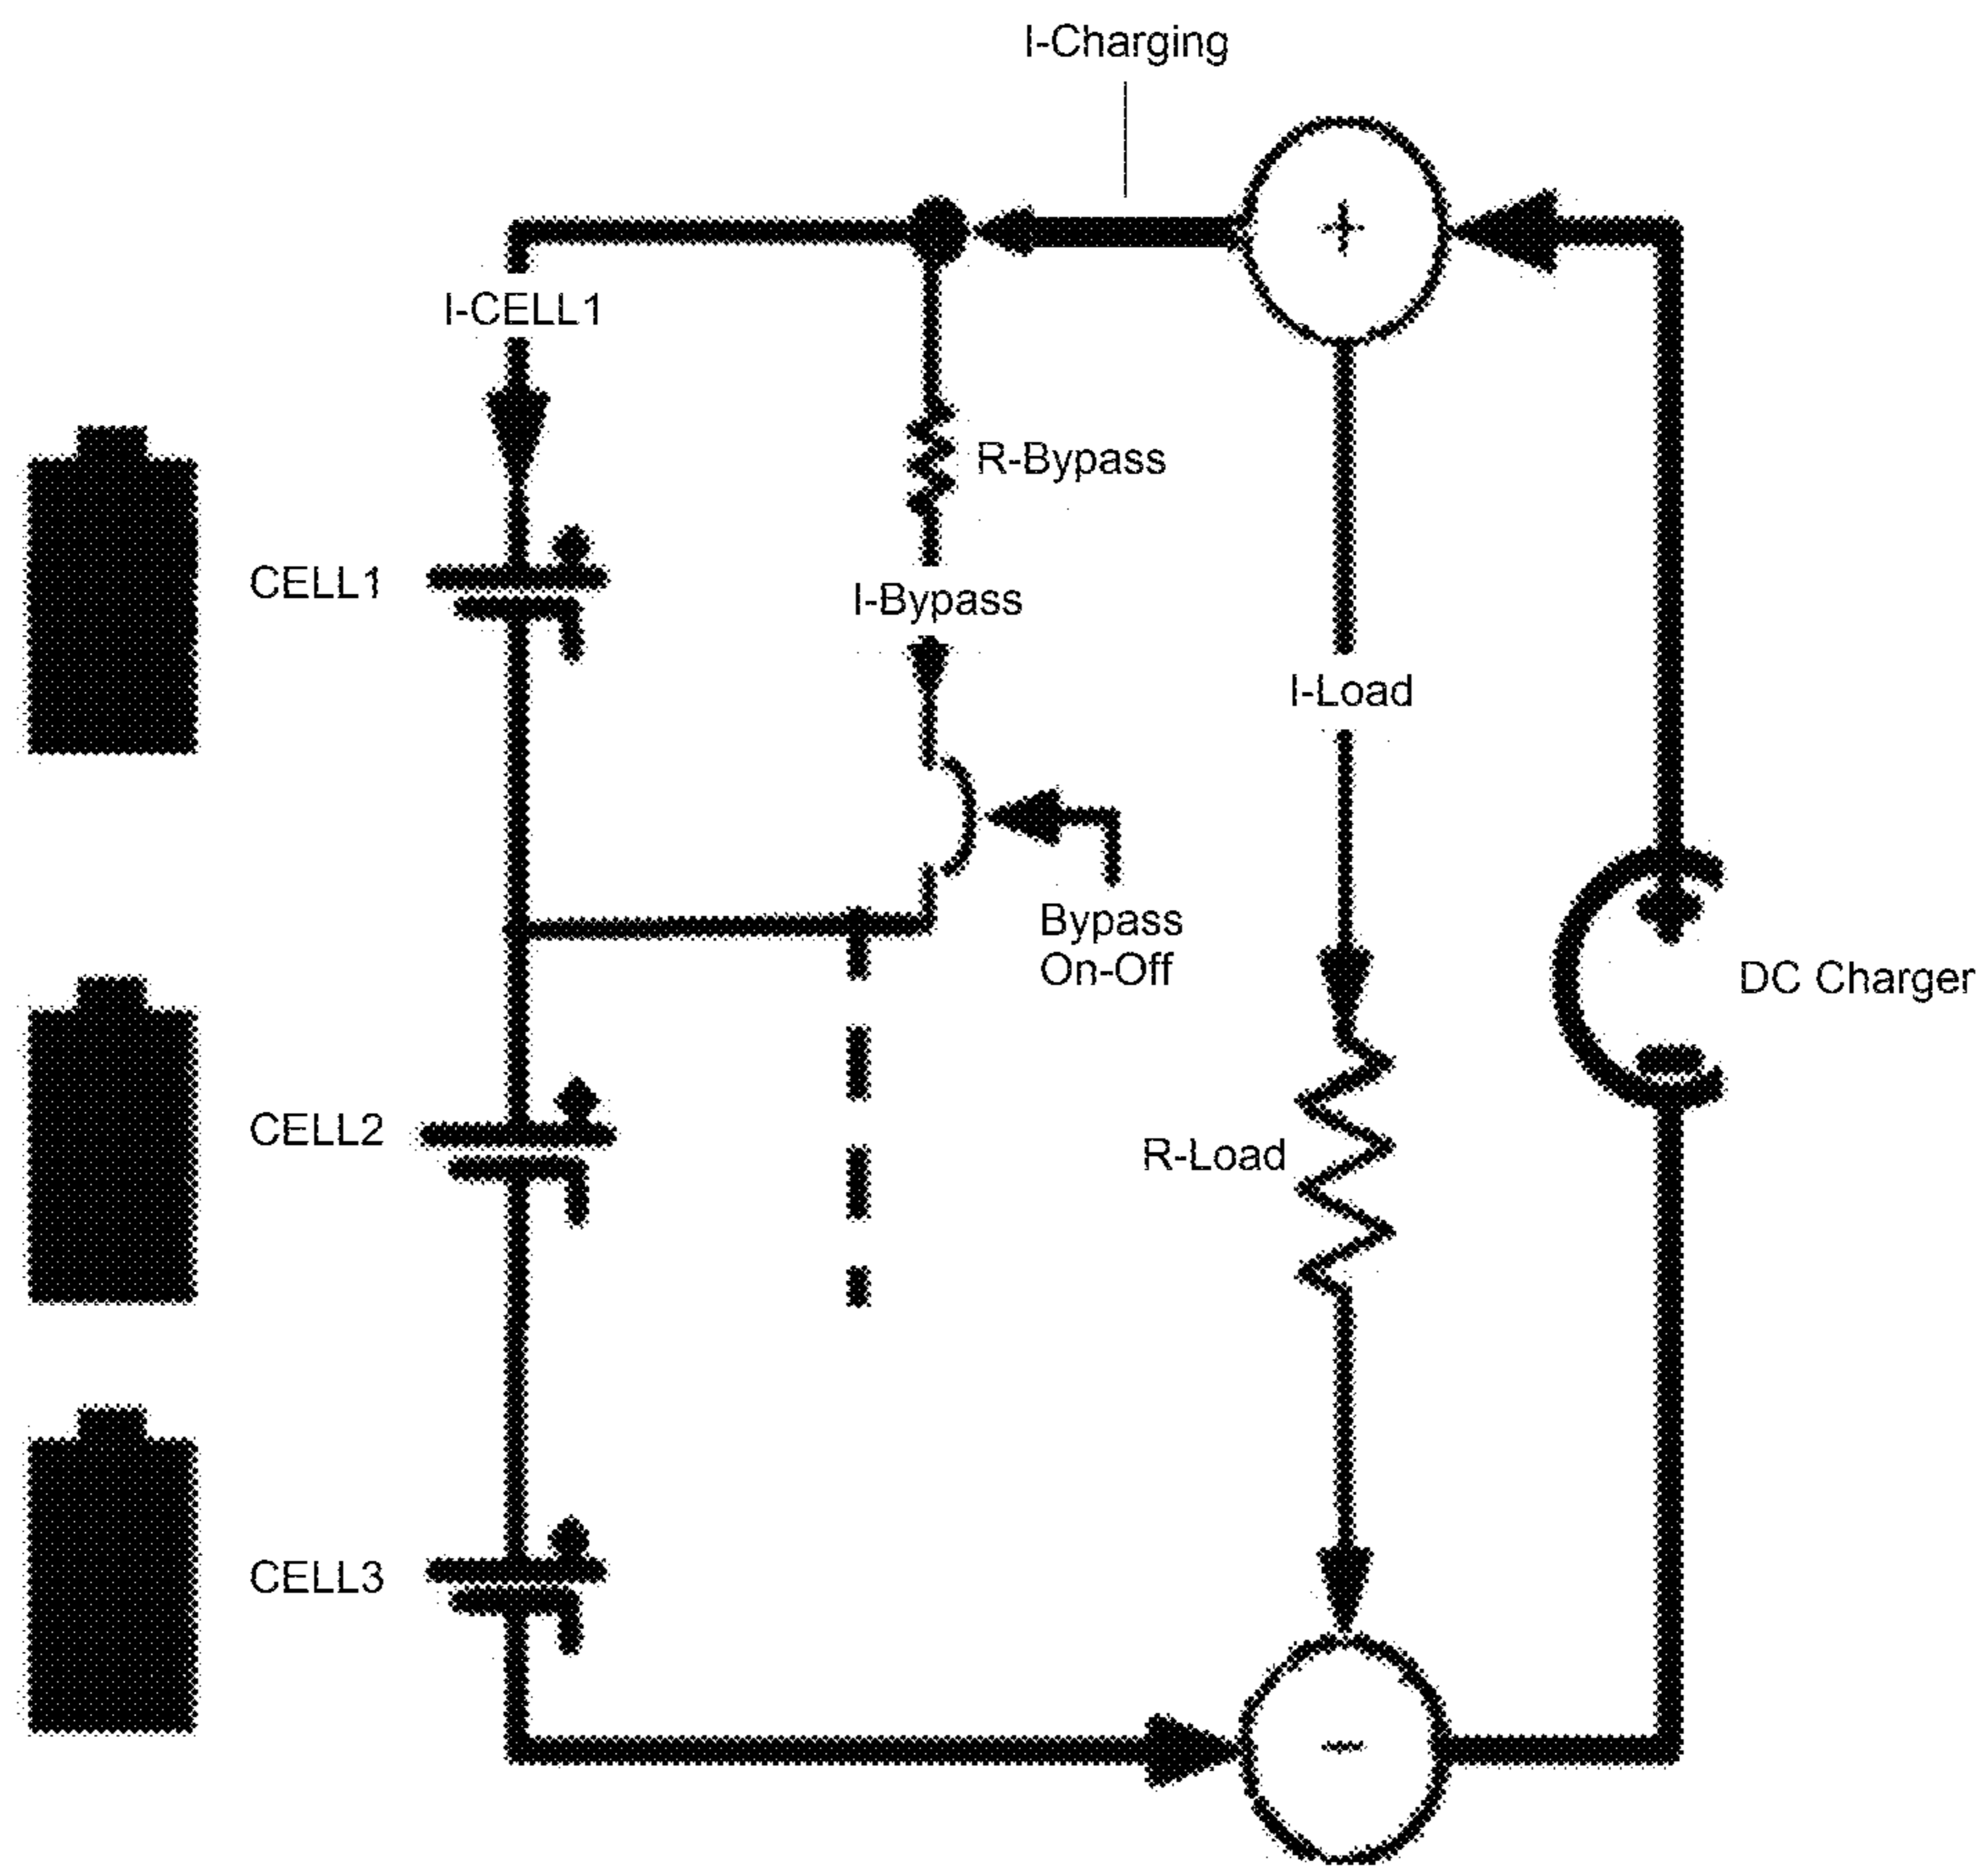 I-Charging
+
I-CELL1
R-Bypass
CELL1
I-Bypass
I-Load
Bypass
On-Off
DC Charger
CELL2
R-Load
CELL3
-